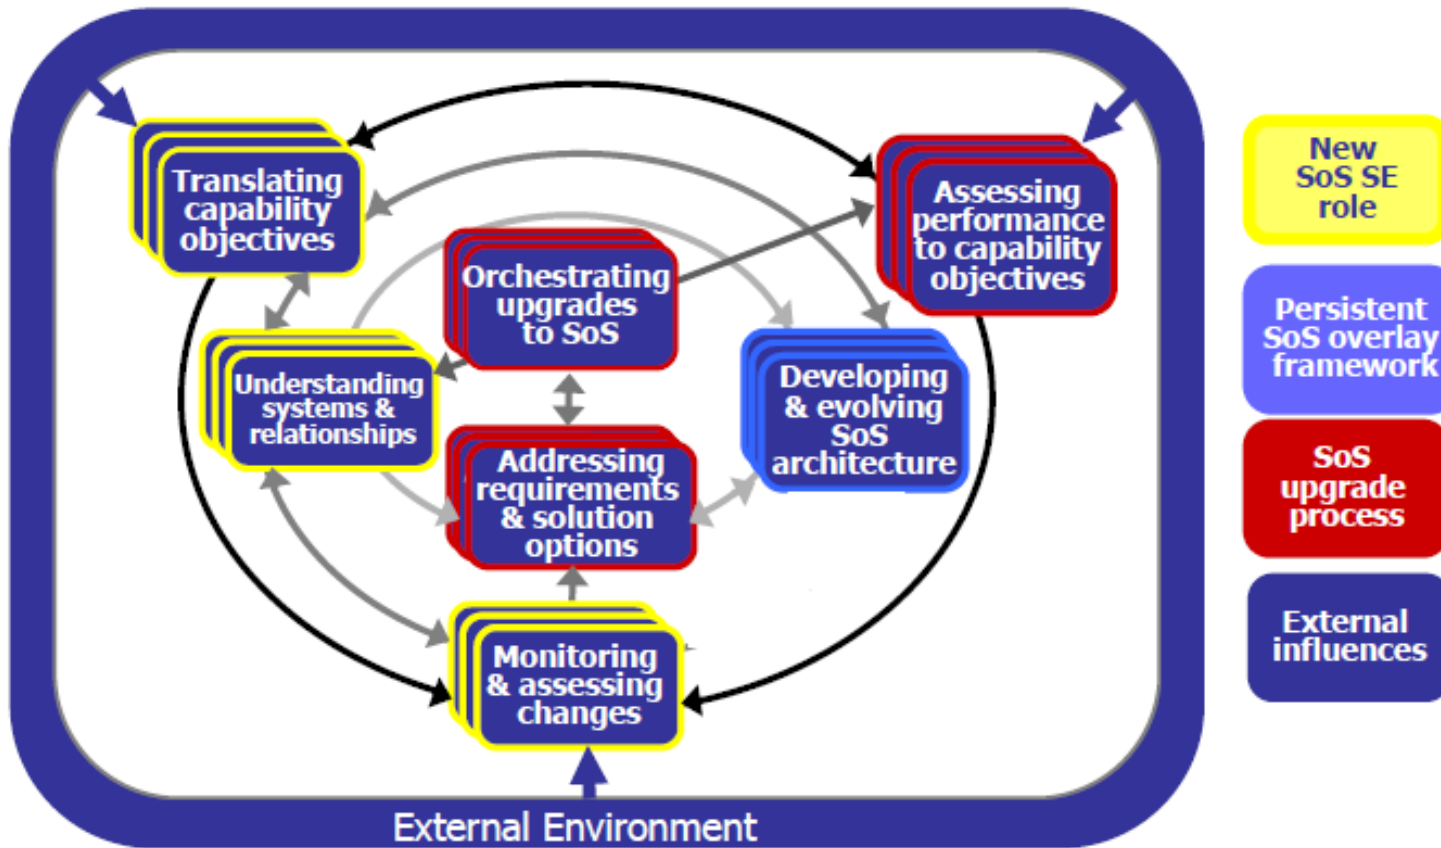 Translating
capability
objectives
Assessing
performance
to capability
objectives
Orchestrating
upgrades
to SoS
Understanding
systems &
relationships
Developing
& evolving
SoS
architecture
Addressing
requirements
& solution
options
Monitoring
& assessing
changes
External Environment
New
SoS SE
role
Persistent
SoS overlay
framework
SoS
upgrade
process
External
influences